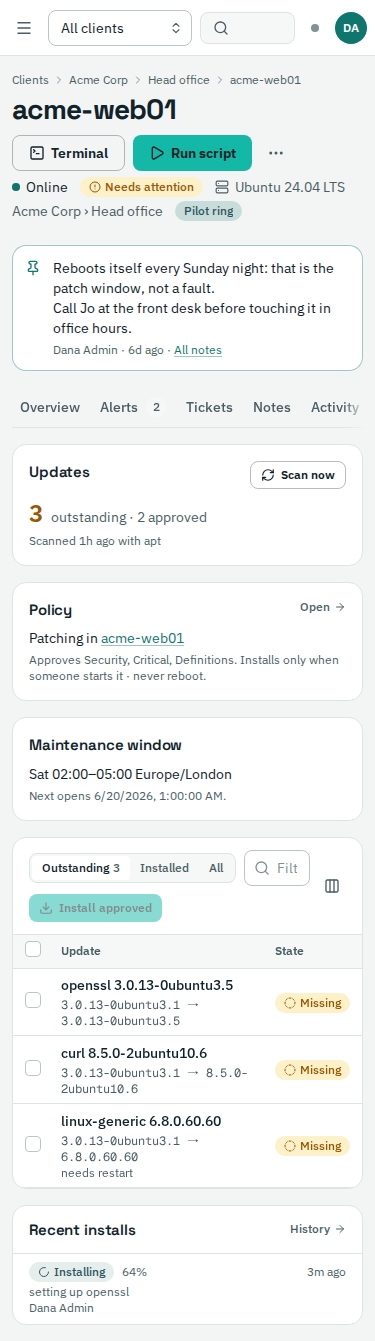 All clients
DA
Clients > Acme Corp > Head office > acme-web01
acme-web01
Terminal
Run script
Online
Needs attention
Ubuntu 24.04 LTS
Acme Corp › Head office
Pilot ring
Reboots itself every Sunday night: that is the
patch window, not a fault.
Call Jo at the front desk before touching it in
office hours.
Dana Admin · 6d ago · All notes
Overview
Alerts 2
Tickets
Notes
Activity
Updates
Scan now
3 outstanding · 2 approved
Scanned 1h ago with apt
Policy
Open →
Patching in acme-web01
Approves Security, Critical, Definitions. Installs only when
someone starts it · never reboot.
Maintenance window
Sat 02:00–05:00 Europe/London
Next opens 6/20/2026, 1:00:00 AM.
Outstanding 3
Installed
All
Filt
Install approved
Update
State
openssl 3.0.13-0ubuntu3.5
3.0.13-0ubuntu3.1 →
3.0.13-0ubuntu3.5
Missing
curl 8.5.0-2ubuntu10.6
3.0.13-0ubuntu3.1 → 8.5.0-
2ubuntu10.6
Missing
linux-generic 6.8.0.60.60
3.0.13-0ubuntu3.1 →
6.8.0.60.60
needs restart
Missing
Recent installs
History →
Installing
64%
3m ago
setting up openssl
Dana Admin